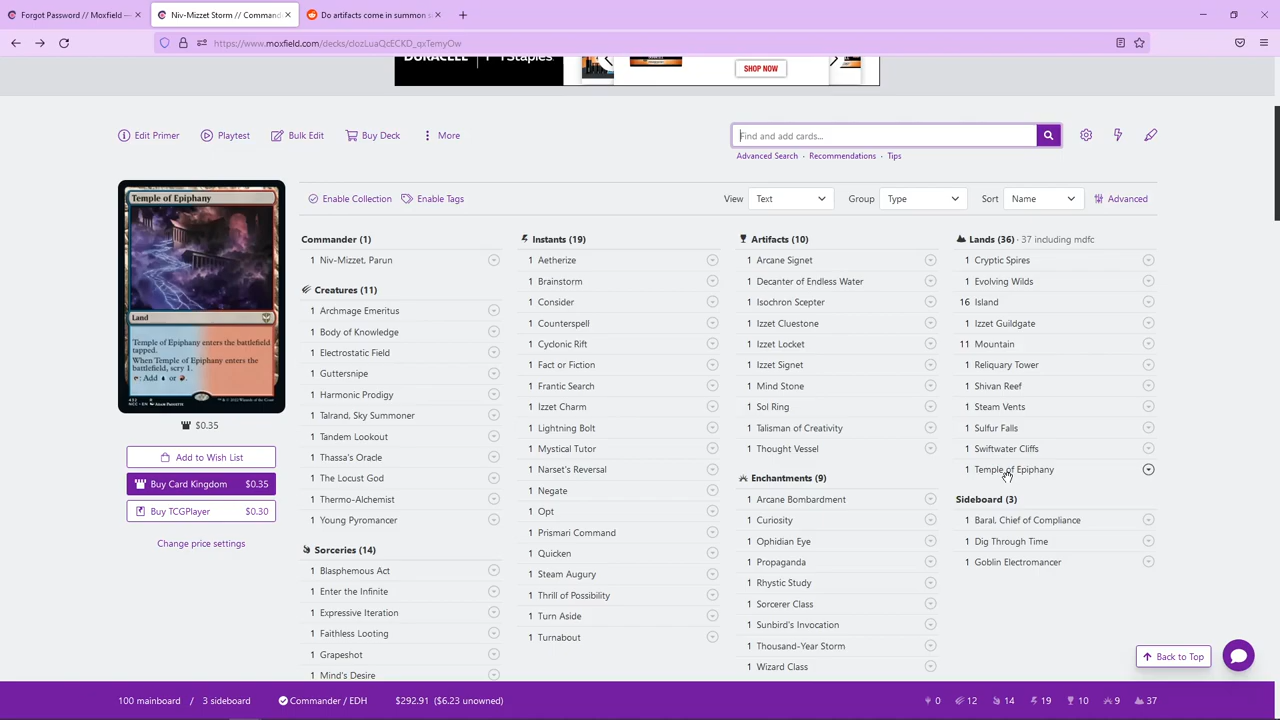 Forgot Password // Moxfield —
Niv-Mizzet Storm // Comman
Do artifacts come in summon s
https://www.moxfield.com/decks/clozLuaQcECKD_qxTemyOw
DURACELL
Staples
SHOP NOW
Edit Primer
Playtest
Bulk Edit
Buy Deck
More
Find and add cards...
Advanced Search · Recommendations · Tips
Temple of Epiphany
Land
Temple of Epiphany enters the battlefield
tapped.
When Temple of Epiphany enters the
battlefield, scry 1.
: Add or .
$0.35
Add to Wish List
Buy Card Kingdom $0.35
Buy TCGPlayer $0.30
Change price settings
Enable Collection
Enable Tags
View Text
Group Type
Sort Name
Advanced
Commander (1)
1 Niv-Mizzet, Parun
Creatures (11)
1 Archmage Emeritus
1 Body of Knowledge
1 Electrostatic Field
1 Guttersnipe
1 Harmonic Prodigy
1 Talrand, Sky Summoner
1 Tandem Lookout
1 Thassa's Oracle
1 The Locust God
1 Thermo-Alchemist
1 Young Pyromancer
Sorceries (14)
1 Blasphemous Act
1 Enter the Infinite
1 Expressive Iteration
1 Faithless Looting
1 Grapeshot
1 Mind's Desire
Instants (19)
1 Aetherize
1 Brainstorm
1 Consider
1 Counterspell
1 Cyclonic Rift
1 Fact or Fiction
1 Frantic Search
1 Izzet Charm
1 Lightning Bolt
1 Mystical Tutor
1 Narset's Reversal
1 Negate
1 Opt
1 Prismari Command
1 Quicken
1 Steam Augury
1 Thrill of Possibility
1 Turn Aside
1 Turnabout
Artifacts (10)
1 Arcane Signet
1 Decanter of Endless Water
1 Isochron Scepter
1 Izzet Cluestone
1 Izzet Locket
1 Izzet Signet
1 Mind Stone
1 Sol Ring
1 Talisman of Creativity
1 Thought Vessel
Enchantments (9)
1 Arcane Bombardment
1 Curiosity
1 Ophidian Eye
1 Propaganda
1 Rhystic Study
1 Sorcerer Class
1 Sunbird's Invocation
1 Thousand-Year Storm
1 Wizard Class
Lands (36) · 37 including mdfc
1 Cryptic Spires
1 Evolving Wilds
16 Island
1 Izzet Guildgate
11 Mountain
1 Reliquary Tower
1 Shivan Reef
1 Steam Vents
1 Sulfur Falls
1 Swiftwater Cliffs
1 Temple of Epiphany
Sideboard (3)
1 Baral, Chief of Compliance
1 Dig Through Time
1 Goblin Electromancer
Back to Top
100 mainboard / 3 sideboard
Commander / EDH
$292.91 ($6.23 unowned)
0 12 14 19 10 9 37